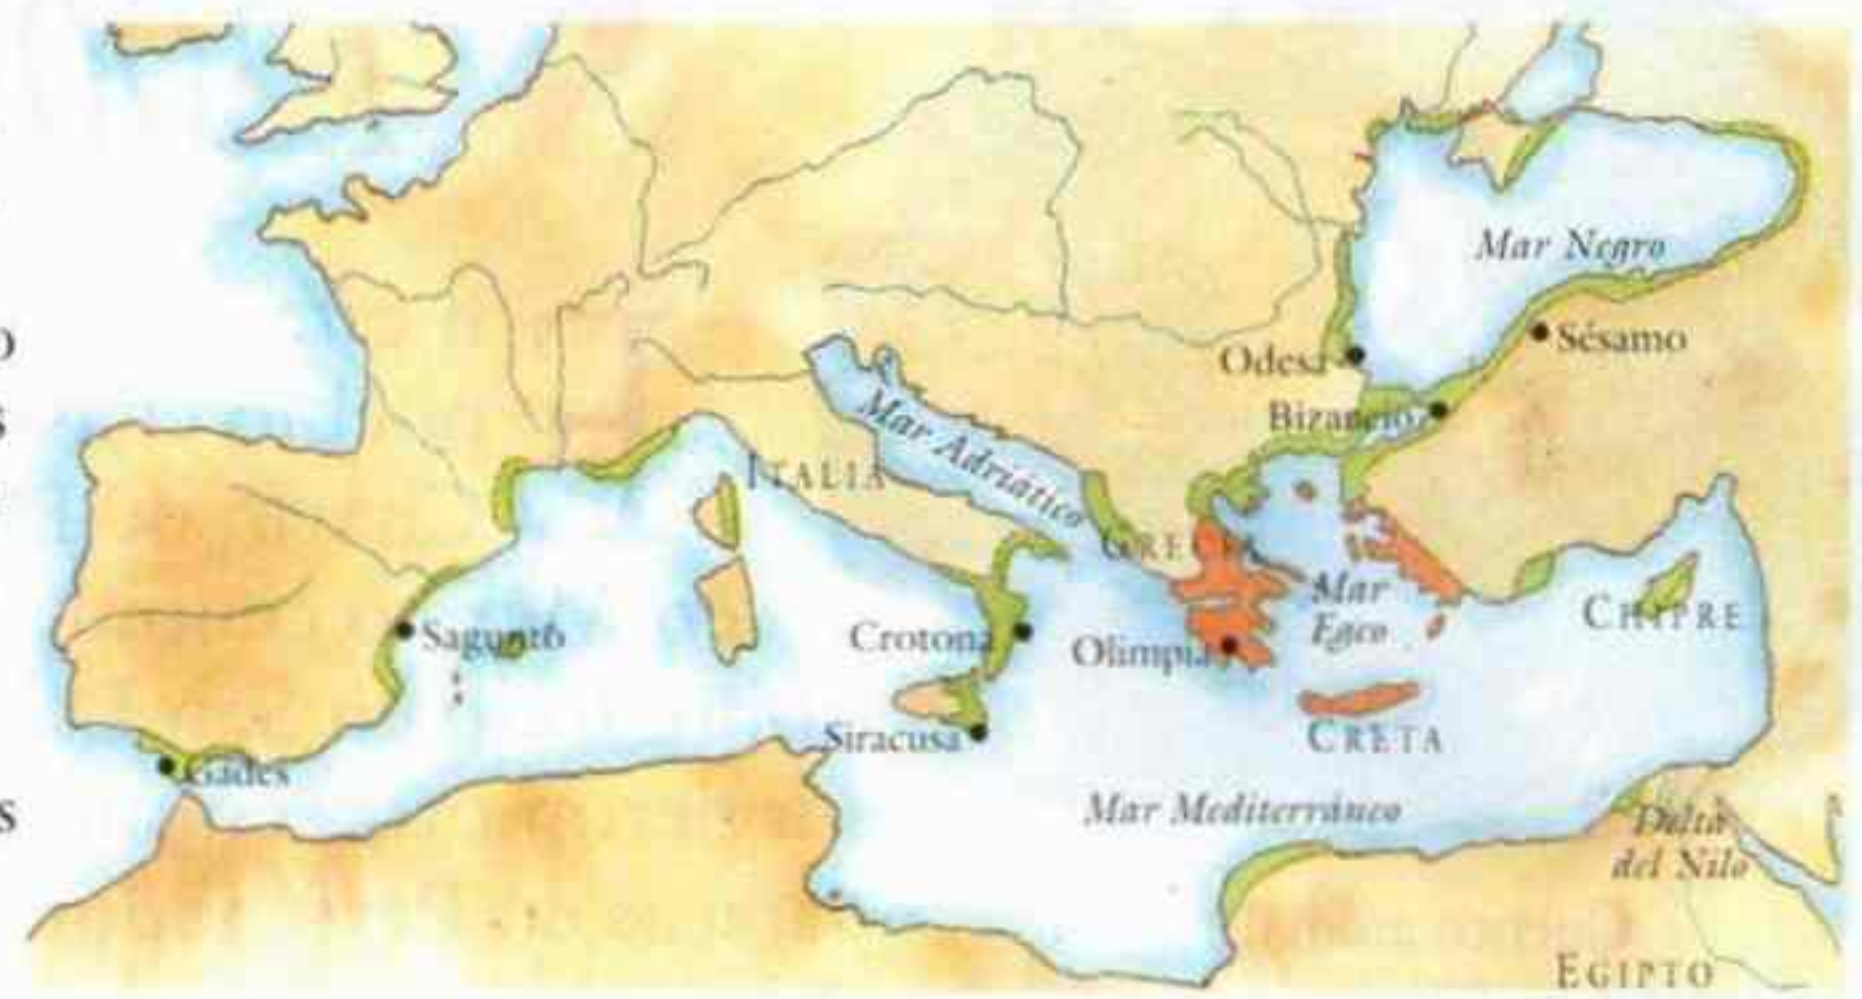 Mar Negro
O
Sésamo
Odesa
s
Bizancio
Mar Adriático
ITALIA
GRECIA
Mar
Egeo
CHIPRE
Sagunto
Crotona
Olimpia
Siracusa
CRETA
Gades
s
Mar Mediterráneo
Delta
del Nilo
EGIPTO